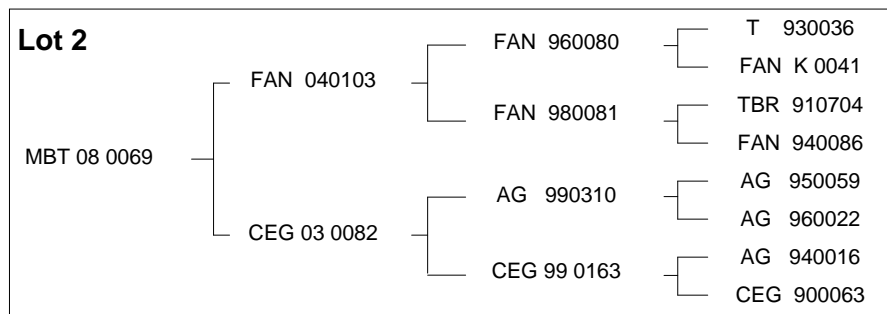 Lot 2
T 930036
FAN 960080
FAN K 0041
FAN 040103
TBR 910704
FAN 980081
FAN 940086
MBT 08 0069
AG 950059
AG 990310
AG 960022
CEG 03 0082
AG 940016
CEG 99 0163
CEG 900063